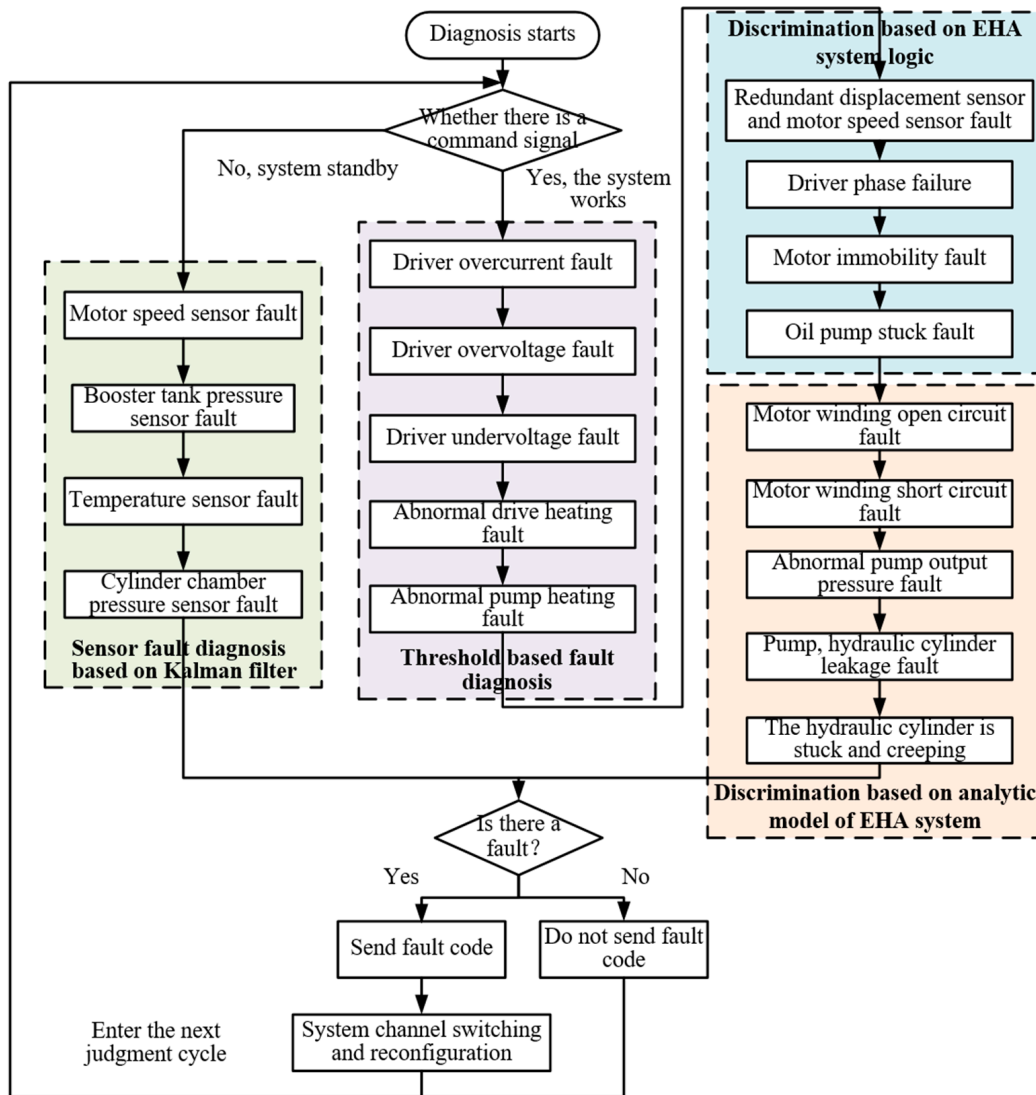 Diagnosis starts
Whether there is a
command signal
No, system standby
Yes, the system
works
Motor speed sensor fault
Booster tank pressure
sensor fault
Temperature sensor fault
Cylinder chamber
pressure sensor fault
Sensor fault diagnosis
based on Kalman filter
Driver overcurrent fault
Driver overvoltage fault
Driver undervoltage fault
Abnormal drive heating
fault
Abnormal pump heating
fault
Threshold based fault
diagnosis
Discrimination based on EHA
system logic
Redundant displacement sensor
and motor speed sensor fault
Driver phase failure
Motor immobility fault
Oil pump stuck fault
Motor winding open circuit
fault
Motor winding short circuit
fault
Abnormal pump output
pressure fault
Pump, hydraulic cylinder
leakage fault
The hydraulic cylinder is
stuck and creeping
Discrimination based on analytic
model of EHA system
Is there a
fault?
Yes
No
Send fault code
Do not send fault
code
System channel switching
and reconfiguration
Enter the next
judgment cycle